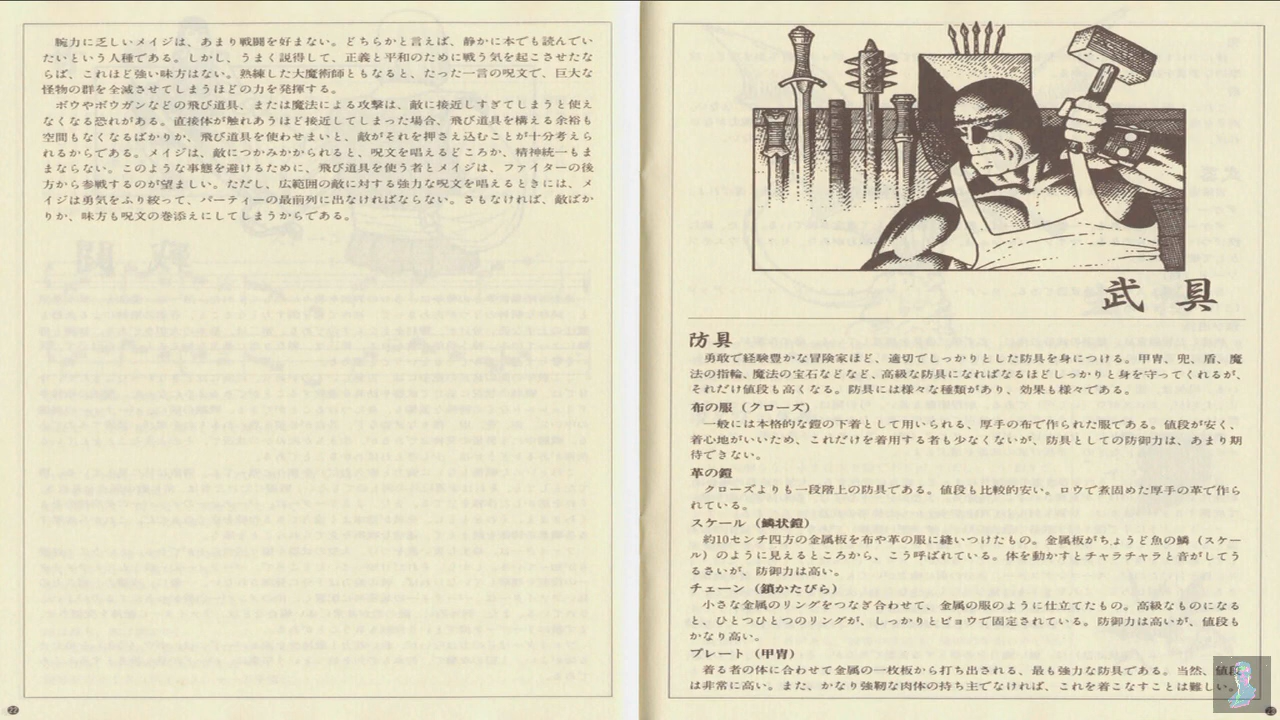 腕力に乏しいメイジは、あまり戦闘を好まない。どちらかと言えば、静かに本でも読んでい
たいという人種である。しかし、うまく説得して、正義と平和のために戦う気を起こさせたな
らば、これほど強い味方はない。熟練した大魔術師ともなると、たった一言の呪文で、巨大な
怪物の群を全滅させてしまうほどの力を発揮する。
ボウやボウガンなどの飛び道具、または魔法による攻撃は、敵に接近しすぎてしまうと使え
なくなる恐れがある。直接体が触れあうほど接近してしまった場合、飛び道具を構える余裕も
空間もなくなるばかりか、飛び道具を使わせまいと、敵がそれを押さえ込むことが十分考えら
れるからである。メイジは、敵につかみかかられると、呪文を唱えるどころか、精神統一もま
まならない。このような事態を避けるために、飛び道具を使う者とメイジは、ファイターの後
方から参戦するのが望ましい。ただし、広範囲の敵に対する強力な呪文を唱えるときには、メ
イジは勇気をふり絞って、パーティーの最前列に出なければならない。さもなければ、敵ばか
りか、味方も呪文の巻添えにしてしまうからである。
22
武具
防具
勇敢で経験豊かな冒険家ほど、適切でしっかりとした防具を身につける。甲冑、兜、盾、魔
法の指輪、魔法の宝石などなど、高級な防具になればなるほどしっかりと身を守ってくれるが、
それだけ値段も高くなる。防具には様々な種類があり、効果も様々である。
布の服（クローズ）
一般には本格的な鎧の下着として用いられる、厚手の布で作られた服である。値段が安く、
着心地がいいため、これだけを着用する者も少なくないが、防具としての防御力は、あまり期
待できない。
革の鎧
クローズよりも一段階上の防具である。値段も比較的安い。ロウで煮固めた厚手の革で作ら
れている。
スケール（鱗状鎧）
約10センチ四方の金属板を布や革の服に縫いつけたもの。金属板がちょうど魚の鱗（スケー
ル）のように見えるところから、こう呼ばれている。体を動かすとチャラチャラと音がしてう
るさいが、防御力は高い。
チェーン（鎖かたびら）
小さな金属のリングをつなぎ合わせて、金属の服のように仕立てたもの。高級なものになる
と、ひとつひとつのリングが、しっかりとビョウで固定されている。防御力は高いが、値段も
かなり高い。
プレート（甲冑）
着る者の体に合わせて金属の一枚板から打ち出される、最も強力な防具である。当然、値段
は非常に高い。また、かなり強靭な肉体の持ち主でなければ、これを着こなすことは難しい。
23